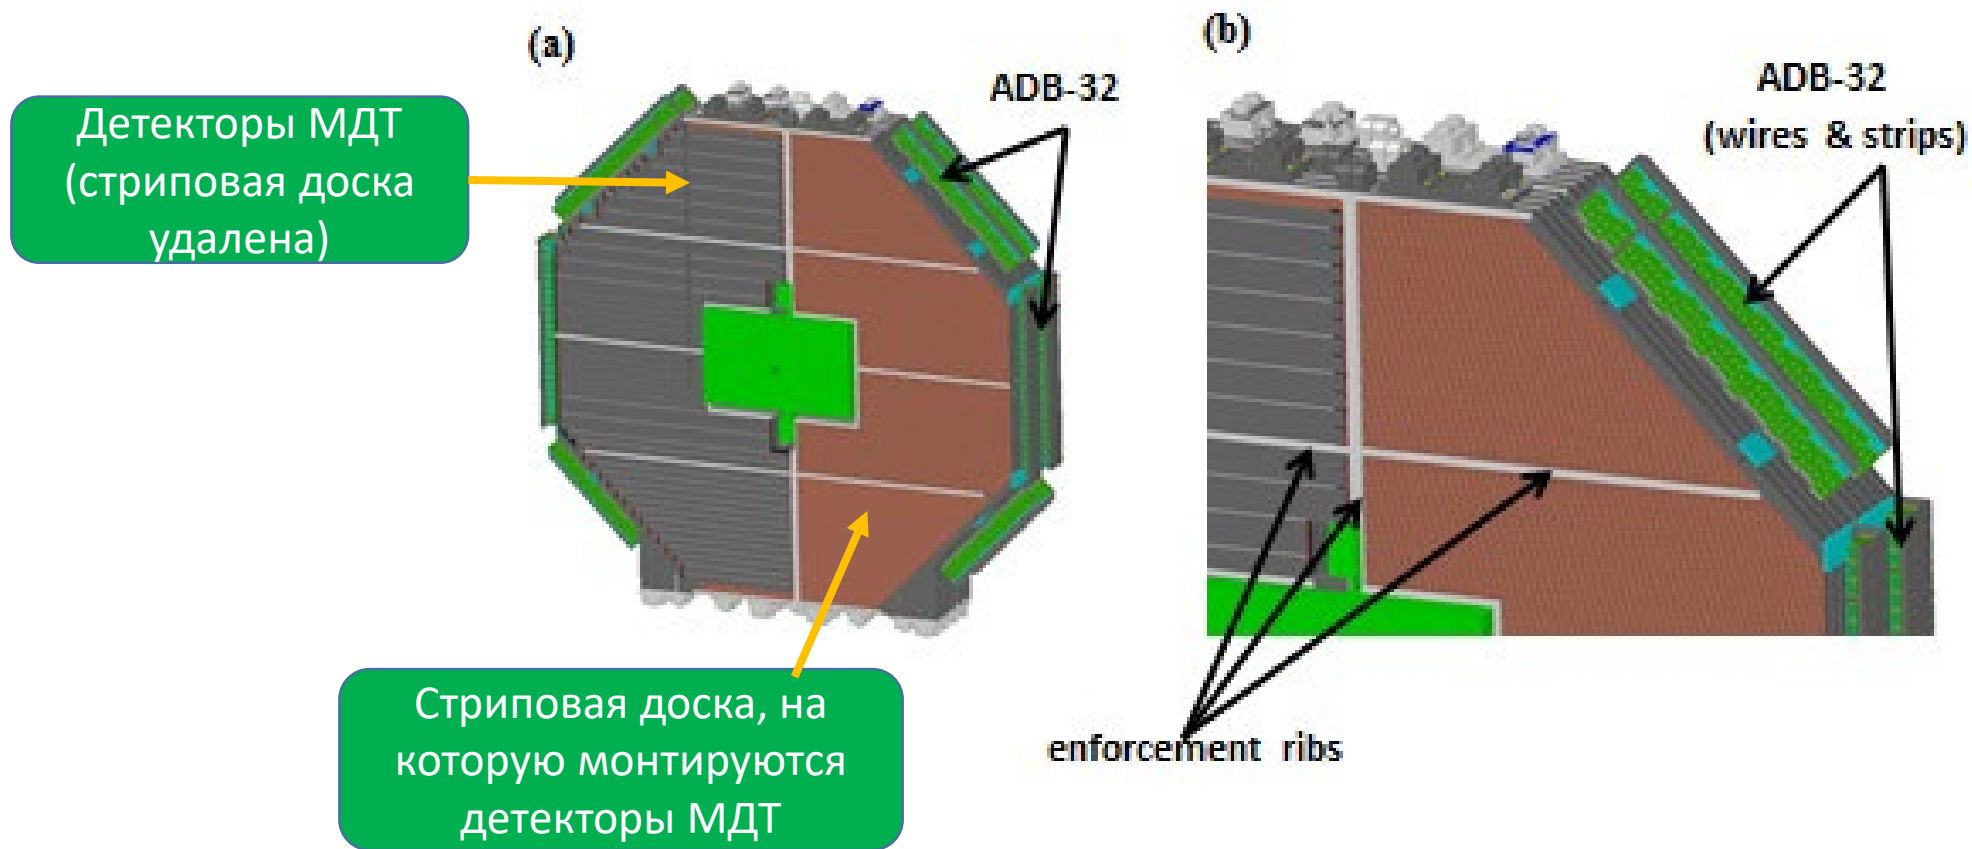 (a)
ADB-32
Детекторы МДТ
(стриповая доска
удалена)
Стриповая доска, на
которую монтируются
детекторы МДТ
(b)
ADB-32
(wires & strips)
enforcement ribs